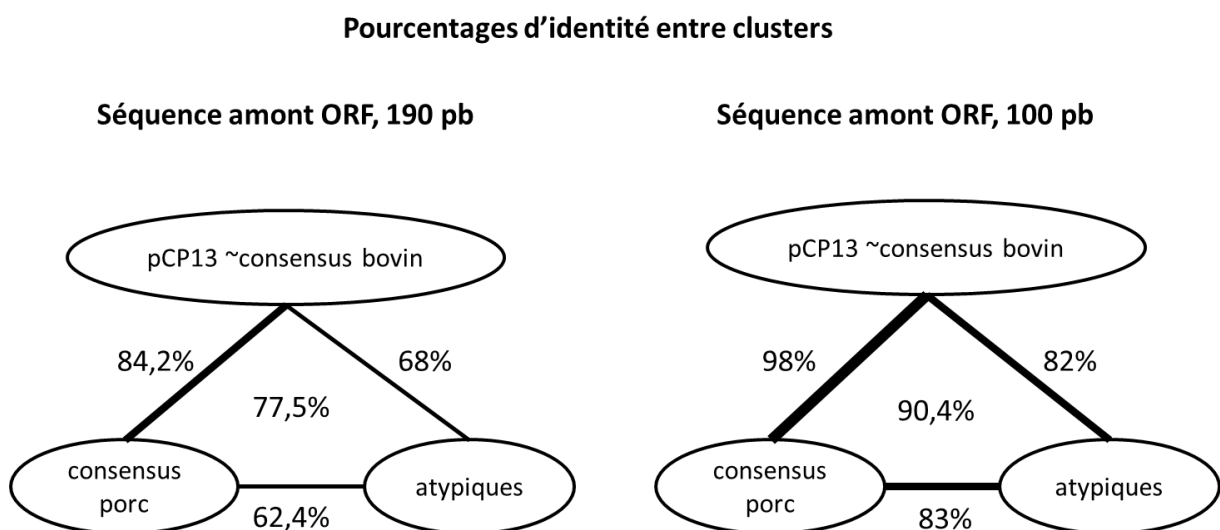 Pourcentages d’identité entre clusters
Séquence amont ORF, 190 pb
pCP13 ~consensus bovin
84,2%
68%
77,5%
consensus
porc
atypiques
62,4%
Séquence amont ORF, 100 pb
pCP13 ~consensus bovin
98%
82%
90,4%
consensus
porc
atypiques
83%